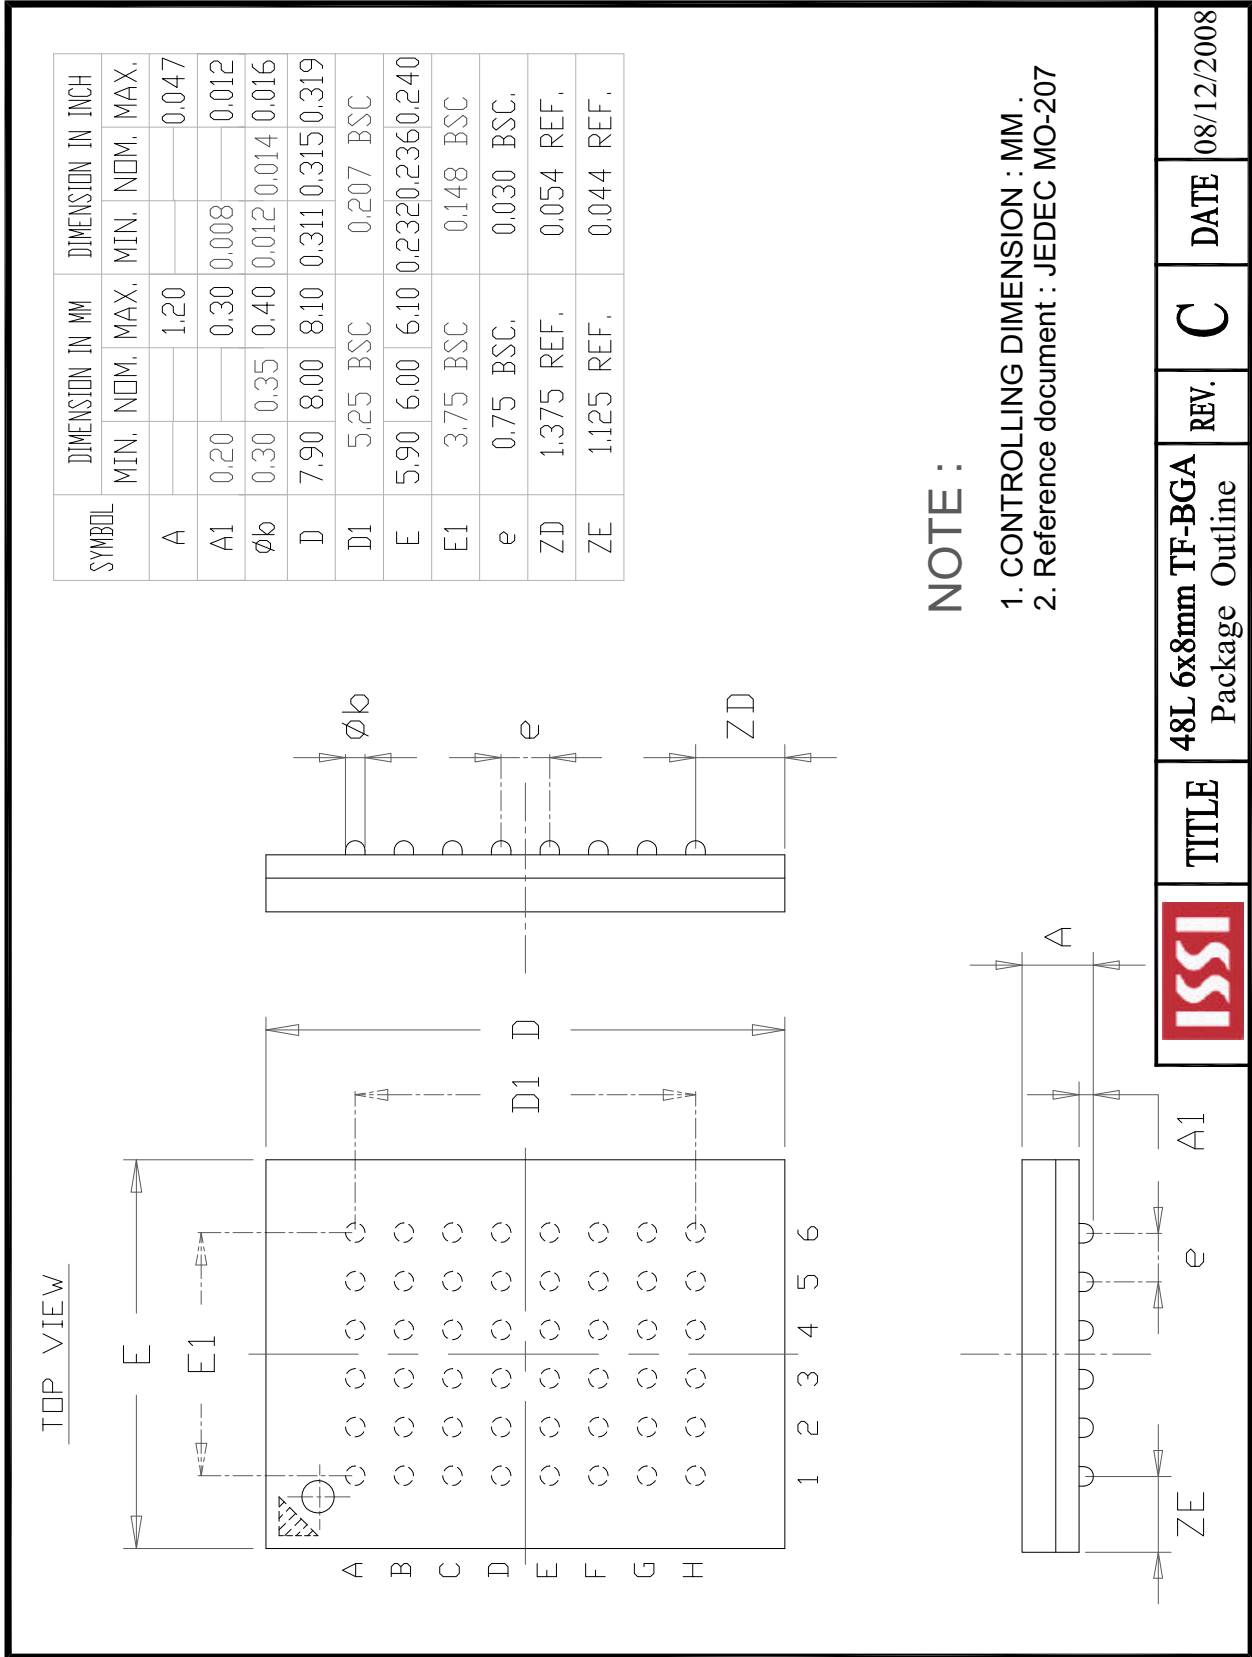 TOP VIEW
E
E1
A
B
C
D
E
F
G
H
1 2 3 4 5 6
D1
D
Øb
e
ZD
ZE
e
A1
A
SYMBOL DIMENSION IN MM DIMENSION IN INCH
MIN. NOM. MAX. MIN. NOM. MAX.
A 1.20 0.047
A1 0.20 0.30 0.008 0.012
Øb 0.30 0.35 0.40 0.012 0.014 0.016
D 7.90 8.00 8.10 0.311 0.315 0.319
D1 5.25 BSC 0.207 BSC
E 5.90 6.00 6.10 0.232 0.236 0.240
E1 3.75 BSC 0.148 BSC
e 0.75 BSC. 0.030 BSC.
ZD 1.375 REF. 0.054 REF.
ZE 1.125 REF. 0.044 REF.
NOTE :
1. CONTROLLING DIMENSION : MM .
2. Reference document : JEDEC MO-207
ISSI
TITLE
48L 6x8mm TF-BGA
Package Outline
REV.
C
DATE
08/12/2008